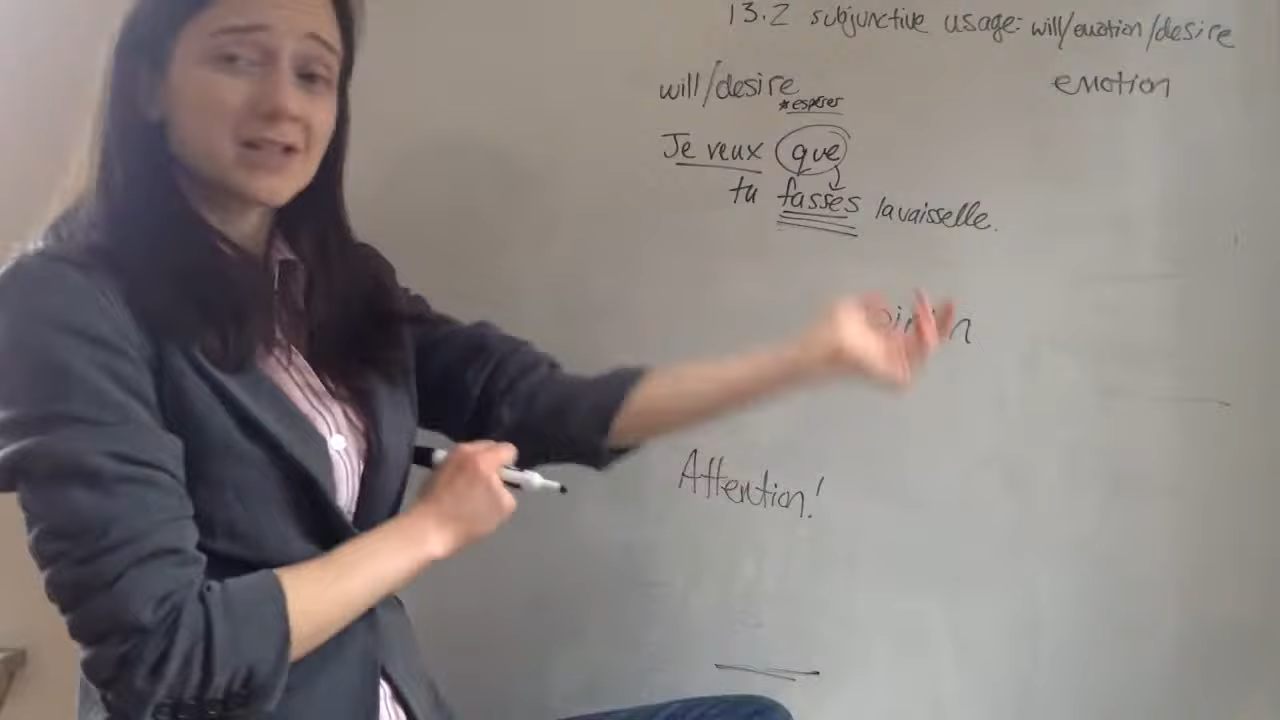 13.2 subjunctive usage: will/emotion/desire
will/desire
*espérer
emotion
Je veux que
tu fasses la vaisselle.
Attention!